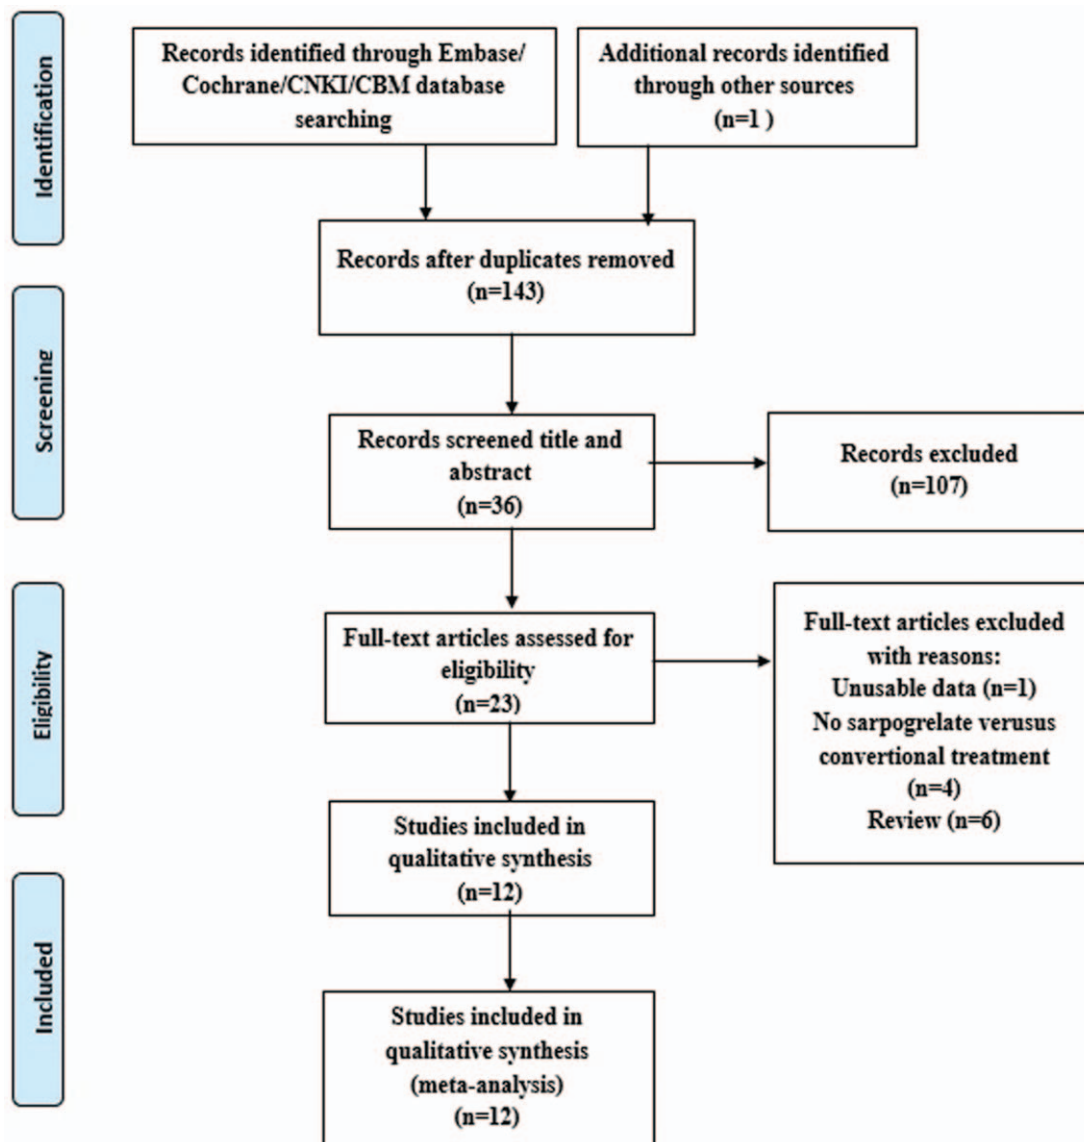 Identification
Records identified through Embase/
Cochrane/CNKI/CBM database
searching
Additional records identified
through other sources
(n=1 )
Records after duplicates removed
(n=143)
Screening
Records screened title and
abstract
(n=36)
Records excluded
(n=107)
Eligibility
Full-text articles assessed for
eligibility
(n=23)
Full-text articles excluded
with reasons:
Unusable data (n=1)
No sarpogrelate verusus
convertional treatment
(n=4)
Review (n=6)
Studies included in
qualitative synthesis
(n=12)
Included
Studies included in
qualitative synthesis
(meta-analysis)
(n=12)